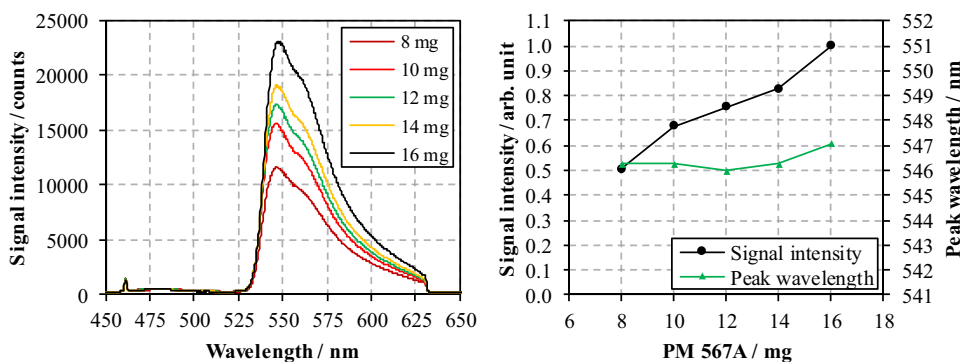 Signal intensity / counts
25000
20000
15000
10000
5000
0
8 mg
10 mg
12 mg
14 mg
16 mg
450 475 500 525 550 575 600 625 650
Wavelength / nm
Signal intensity / arb. unit
1.1
1.0
0.9
0.8
0.7
0.6
0.5
0.4
0.3
0.2
0.1
0.0
Signal intensity
Peak wavelength
6 8 10 12 14 16 18
PM 567A / mg
552
551
550
549
548
547
546
545
544
543
542
541
Peak wavelength / nm